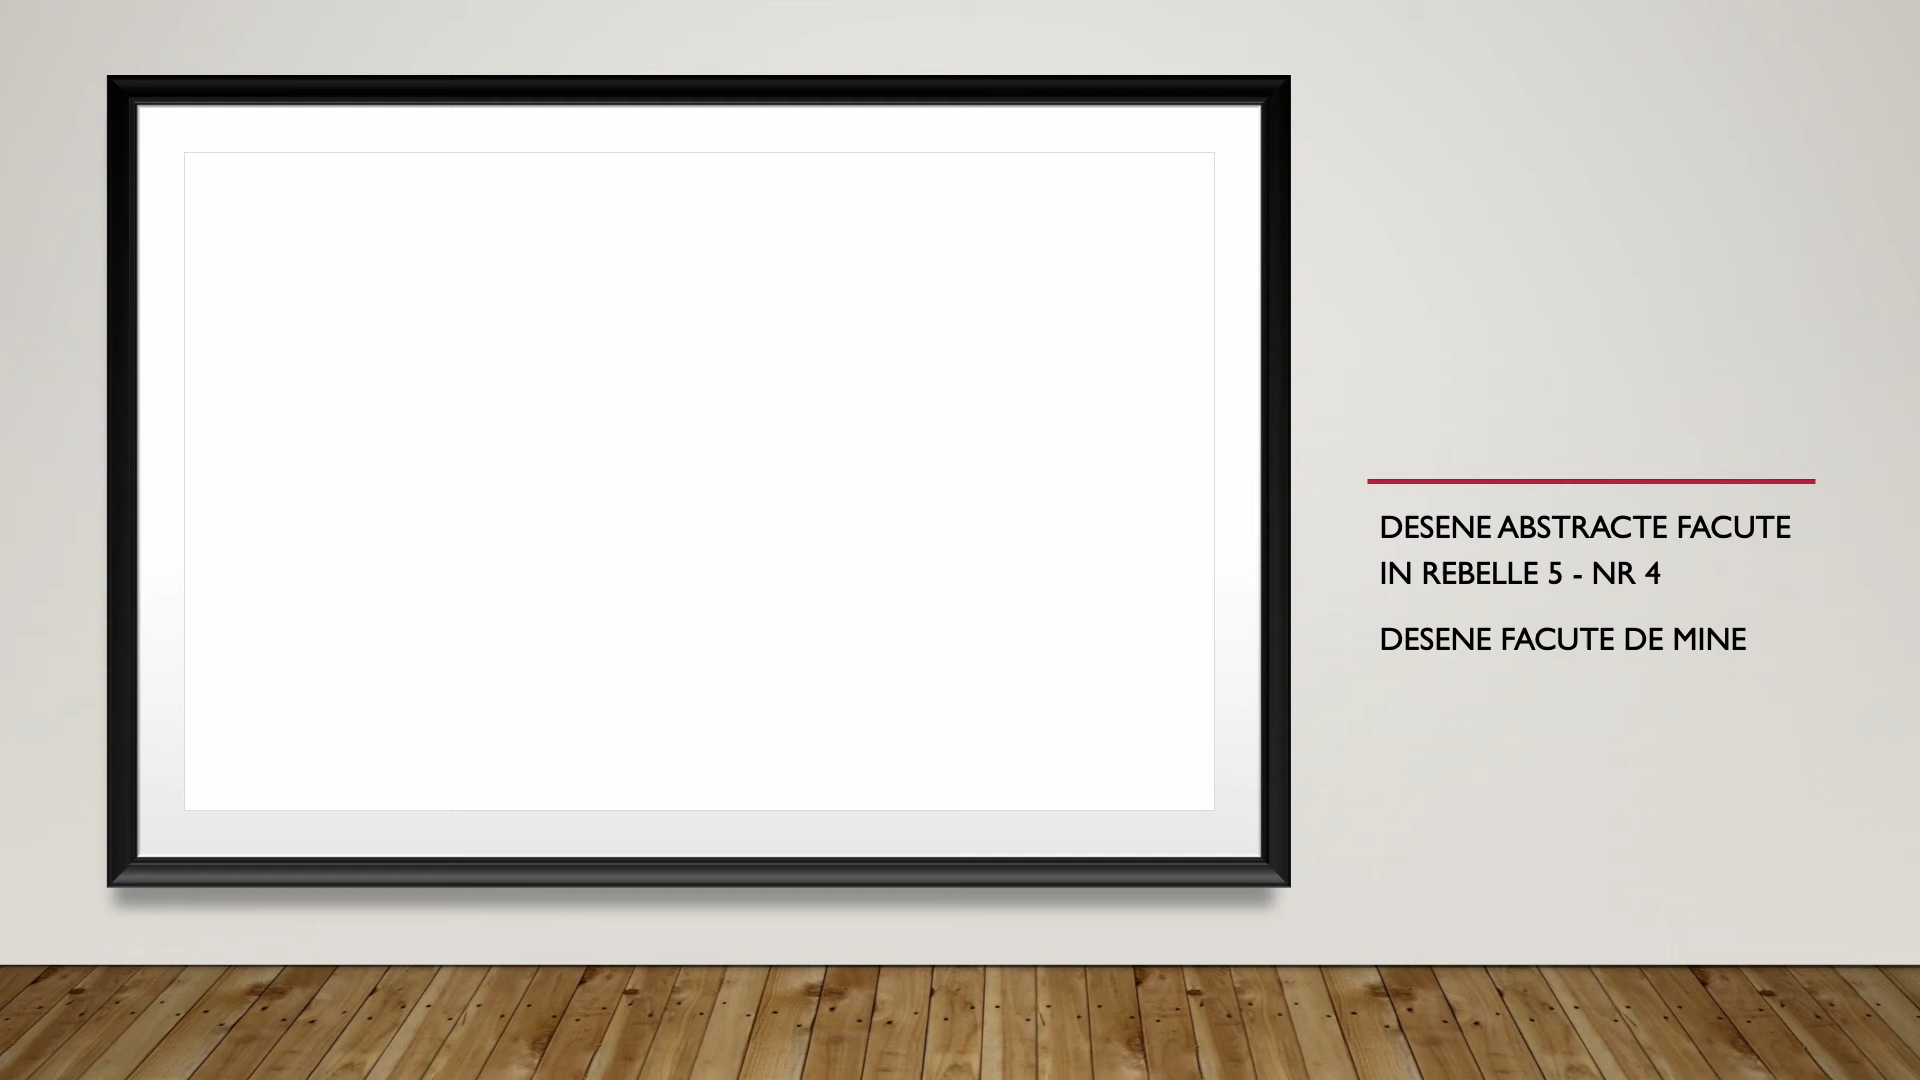 DESENE ABSTRACTE FACUTE
IN REBELLE 5 - NR 4
DESENE FACUTE DE MINE